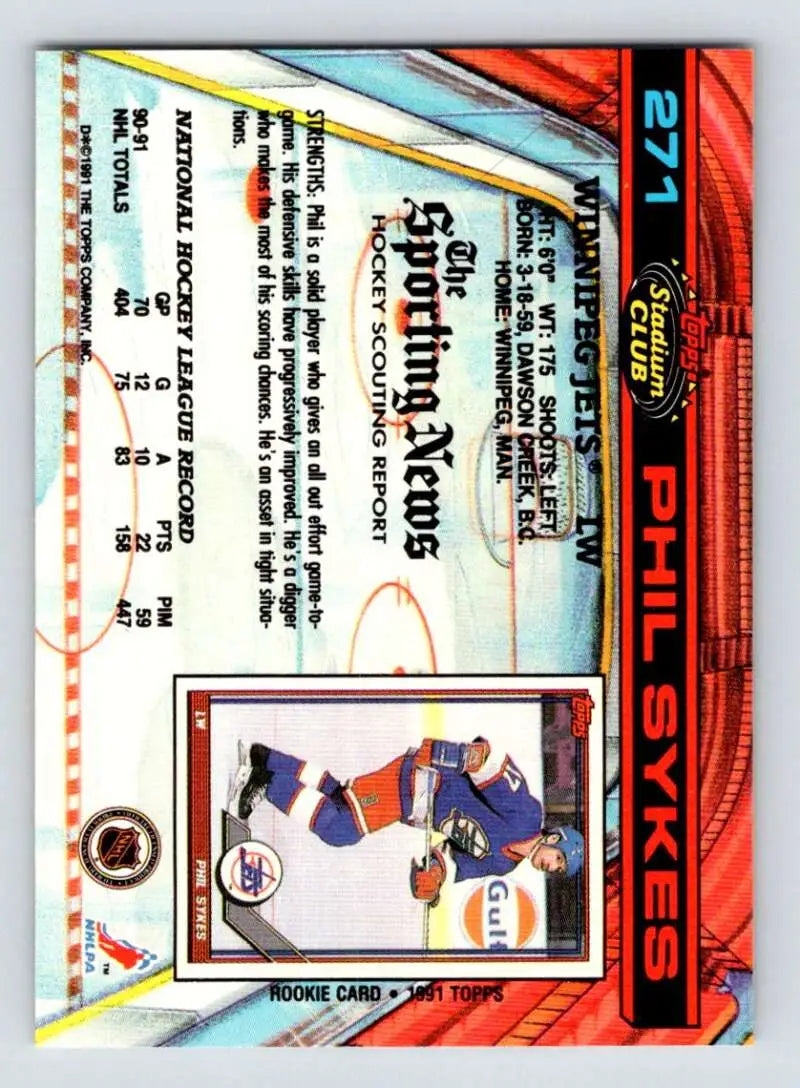 271
Topps
Stadium
CLUB
PHIL SYKES
WINNIPEG JETS® LW
HT: 6'0" WT: 175 SHOOTS: LEFT
BORN: 3-18-59, DAWSON CREEK, B.C.
HOME: WINNIPEG, MAN.
The
Sporting News
HOCKEY SCOUTING REPORT
STRENGTHS: Phil is a solid player who gives an all out effort game-to-
game. His defensive skills have progressively improved. He's a digger
who makes the most of his scoring chances. He's an asset in tight situa-
tions.
NATIONAL HOCKEY LEAGUE RECORD
GP G A PTS PIM
90-91 70 12 10 22 59
NHL TOTALS 404 75 83 158 447
D✱©1991 THE TOPPS COMPANY, INC.
Topps
Gulf
JETS
LW PHIL SYKES
ROOKIE CARD • 1991 TOPPS
NHL
NHLPA
TM